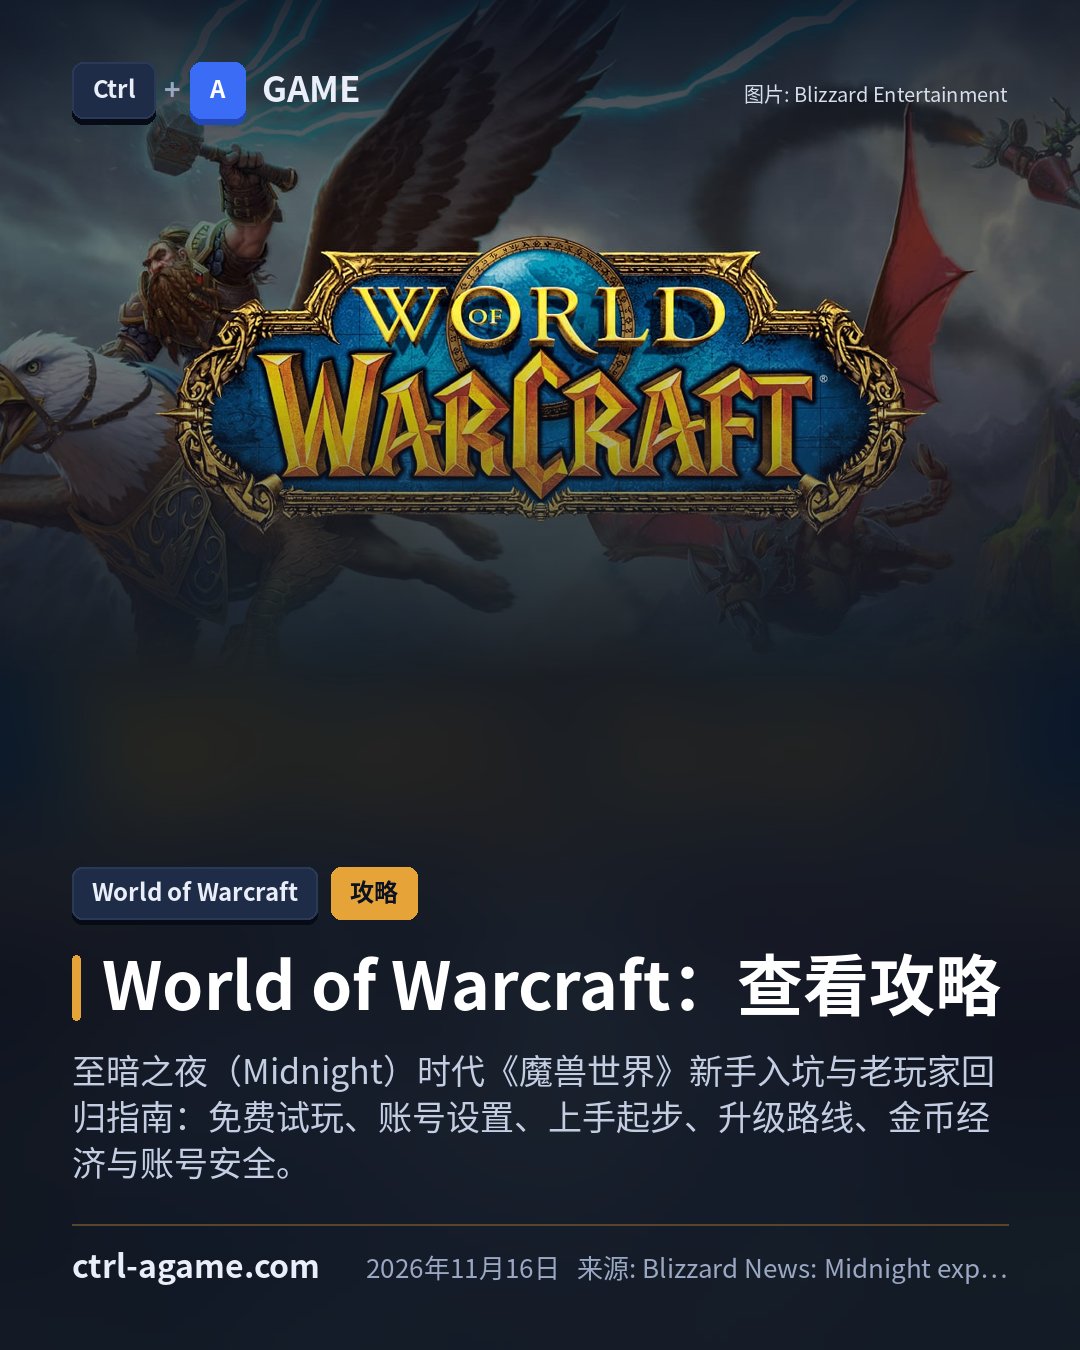 Ctrl + A GAME
图片: Blizzard Entertainment
WORLD OF
WARCRAFT®
World of Warcraft 攻略
World of Warcraft：查看攻略
至暗之夜（Midnight）时代《魔兽世界》新手入坑与老玩家回
归指南：免费试玩、账号设置、上手起步、升级路线、金币经
济与账号安全。
ctrl-agame.com 2026年11月16日 来源: Blizzard News: Midnight exp…